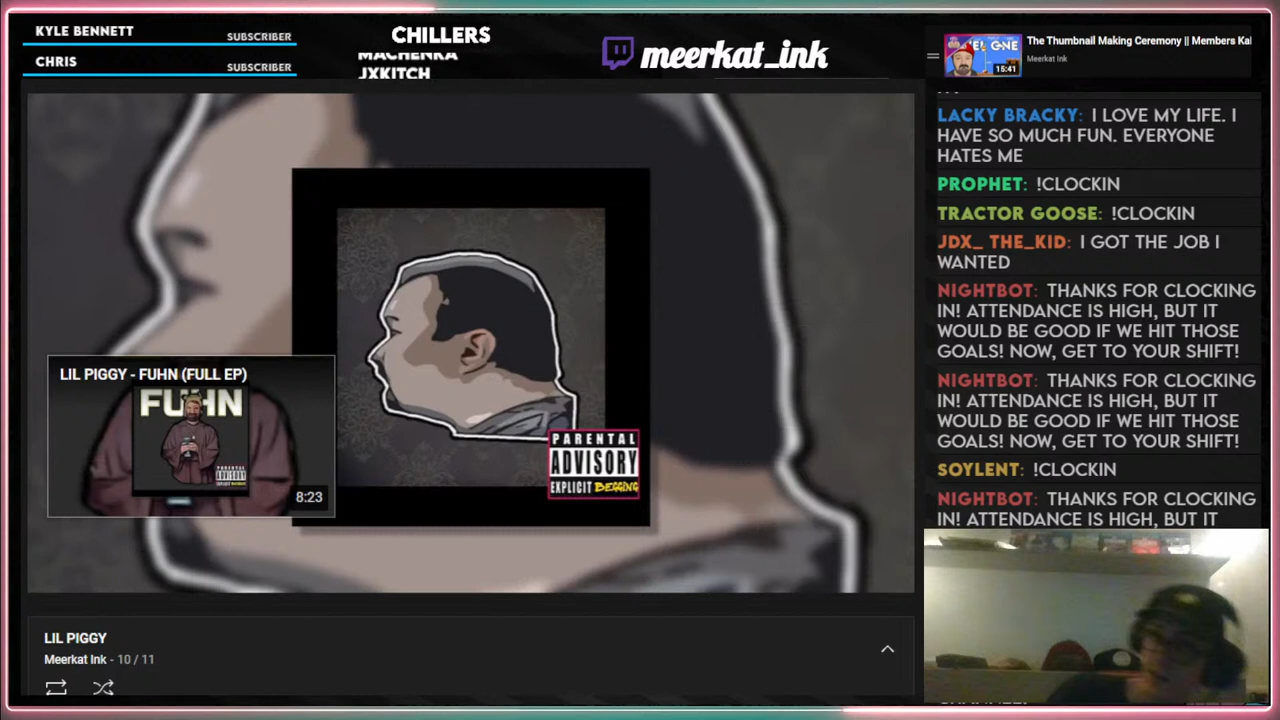 KYLE BENNETT
SUBSCRIBER
CHRIS
SUBSCRIBER
CHILLERS
MACHENKA
JXKITCH
meerkat_ink
The Thumbnail Making Ceremony || Members Kal
Meerkat Ink
15:41
LACKY BRACKY: I LOVE MY LIFE. I
HAVE SO MUCH FUN. EVERYONE
HATES ME
PROPHET: !CLOCKIN
TRACTOR GOOSE: !CLOCKIN
JDX_ THE_KID: I GOT THE JOB I
WANTED
NIGHTBOT: THANKS FOR CLOCKING
IN! ATTENDANCE IS HIGH, BUT IT
WOULD BE GOOD IF WE HIT THOSE
GOALS! NOW, GET TO YOUR SHIFT!
NIGHTBOT: THANKS FOR CLOCKING
IN! ATTENDANCE IS HIGH, BUT IT
WOULD BE GOOD IF WE HIT THOSE
GOALS! NOW, GET TO YOUR SHIFT!
SOYLENT: !CLOCKIN
NIGHTBOT: THANKS FOR CLOCKING
IN! ATTENDANCE IS HIGH, BUT IT
LIL PIGGY - FUHN (FULL EP)
FUHN
PARENTAL
ADVISORY
8:23
PARENTAL
ADVISORY
EXPLICIT BEGGING
LIL PIGGY
Meerkat Ink - 10 / 11